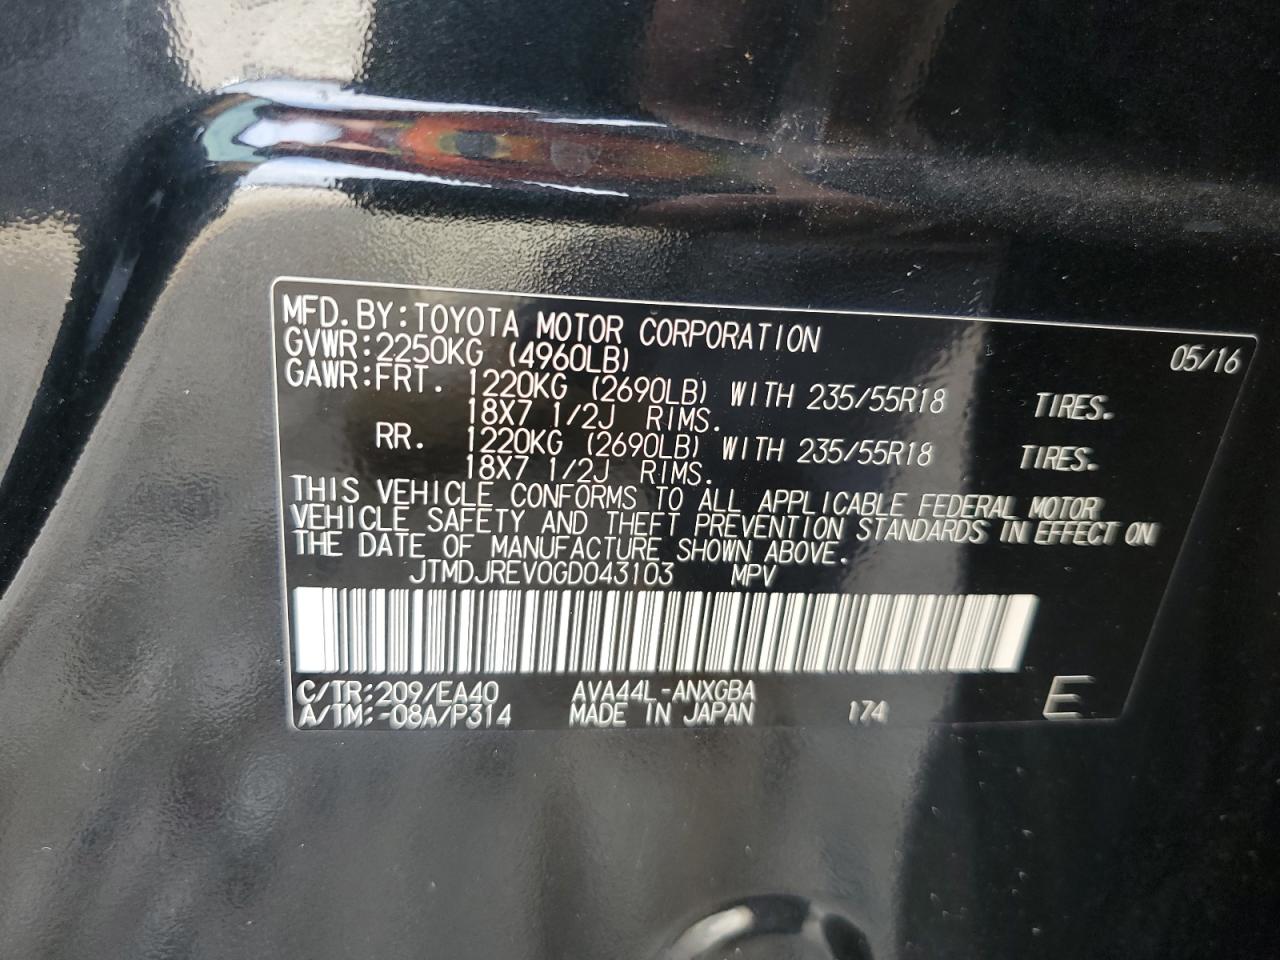 MFD. BY: TOYOTA MOTOR CORPORATION 05/16
GVWR: 2250KG (4960LB)
GAWR: FRT. 1220KG (2690LB) WITH 235/55R18 TIRES.
18X7 1/2J RIMS.
RR. 1220KG (2690LB) WITH 235/55R18 TIRES.
18X7 1/2J RIMS.
THIS VEHICLE CONFORMS TO ALL APPLICABLE FEDERAL MOTOR
VEHICLE SAFETY AND THEFT PREVENTION STANDARDS IN EFFECT ON
THE DATE OF MANUFACTURE SHOWN ABOVE.
JTMDJREV0GD043103 MPV
C/TR: 209/EA40 AVA44L-ANXGBA
A/TM: -08A/P314 MADE IN JAPAN 174 E